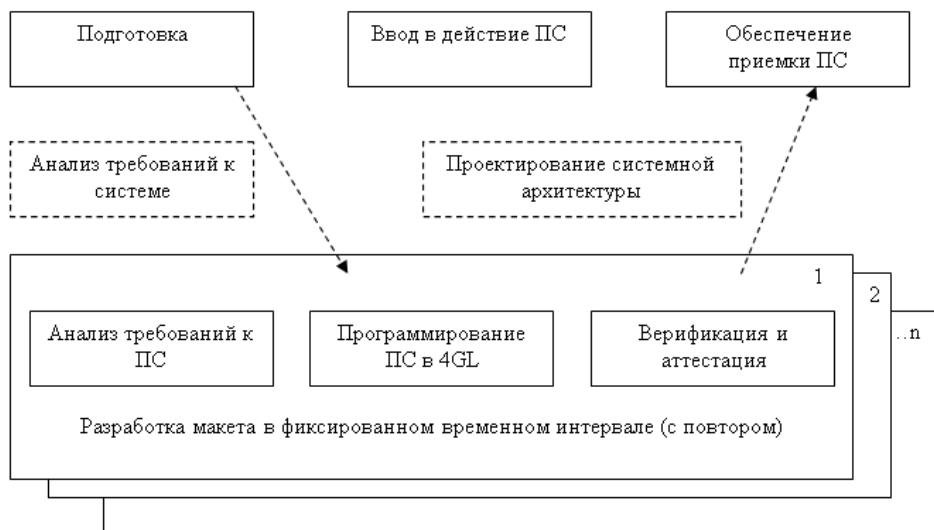 Подготовка
Ввод в действие ПС
Обеспечение
приемки ПС
Анализ требований к
системе
Проектирование системной
архитектуры
1
2
..n
Анализ требований к
ПС
Программирование
ПС в 4GL
Верификация и
аттестация
Разработка макета в фиксированном временном интервале (с повтором)